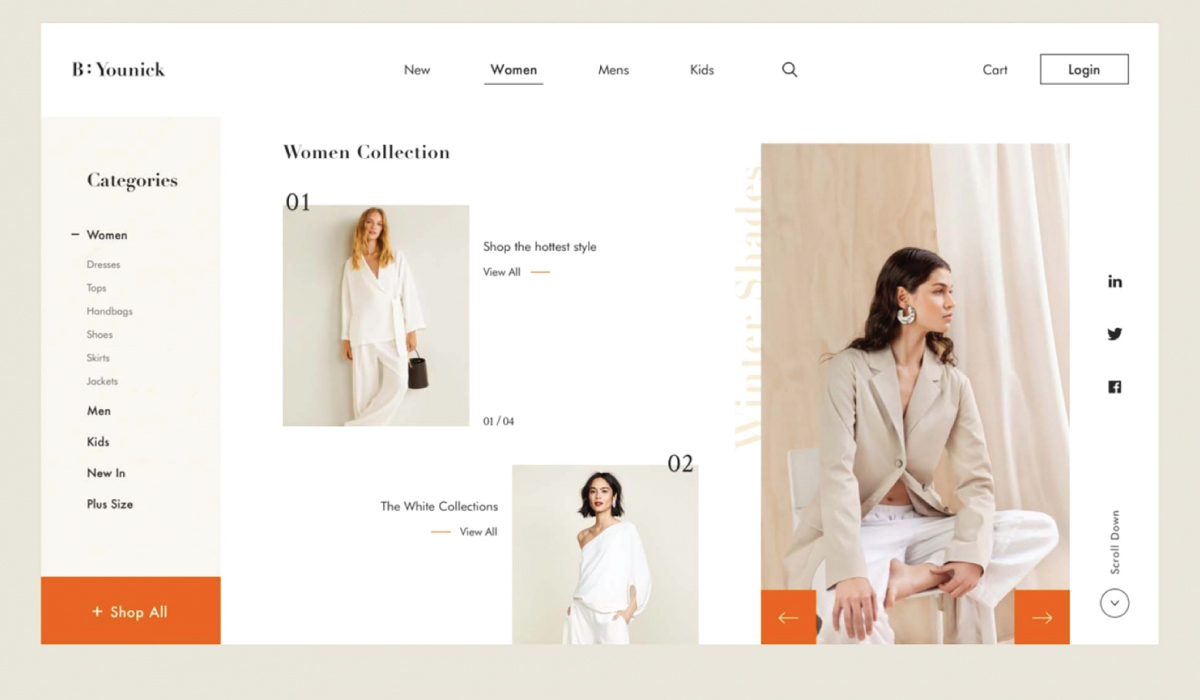 B: Younick
New
Women
Mens
Kids
Cart
Login
Categories
– Women
Dresses
Tops
Handbags
Shoes
Skirts
Jackets
Men
Kids
New In
Plus Size
+ Shop All
Women Collection
01
Shop the hottest style
View All
01 / 04
02
The White Collections
View All
Winter Shades
in
Scroll Down